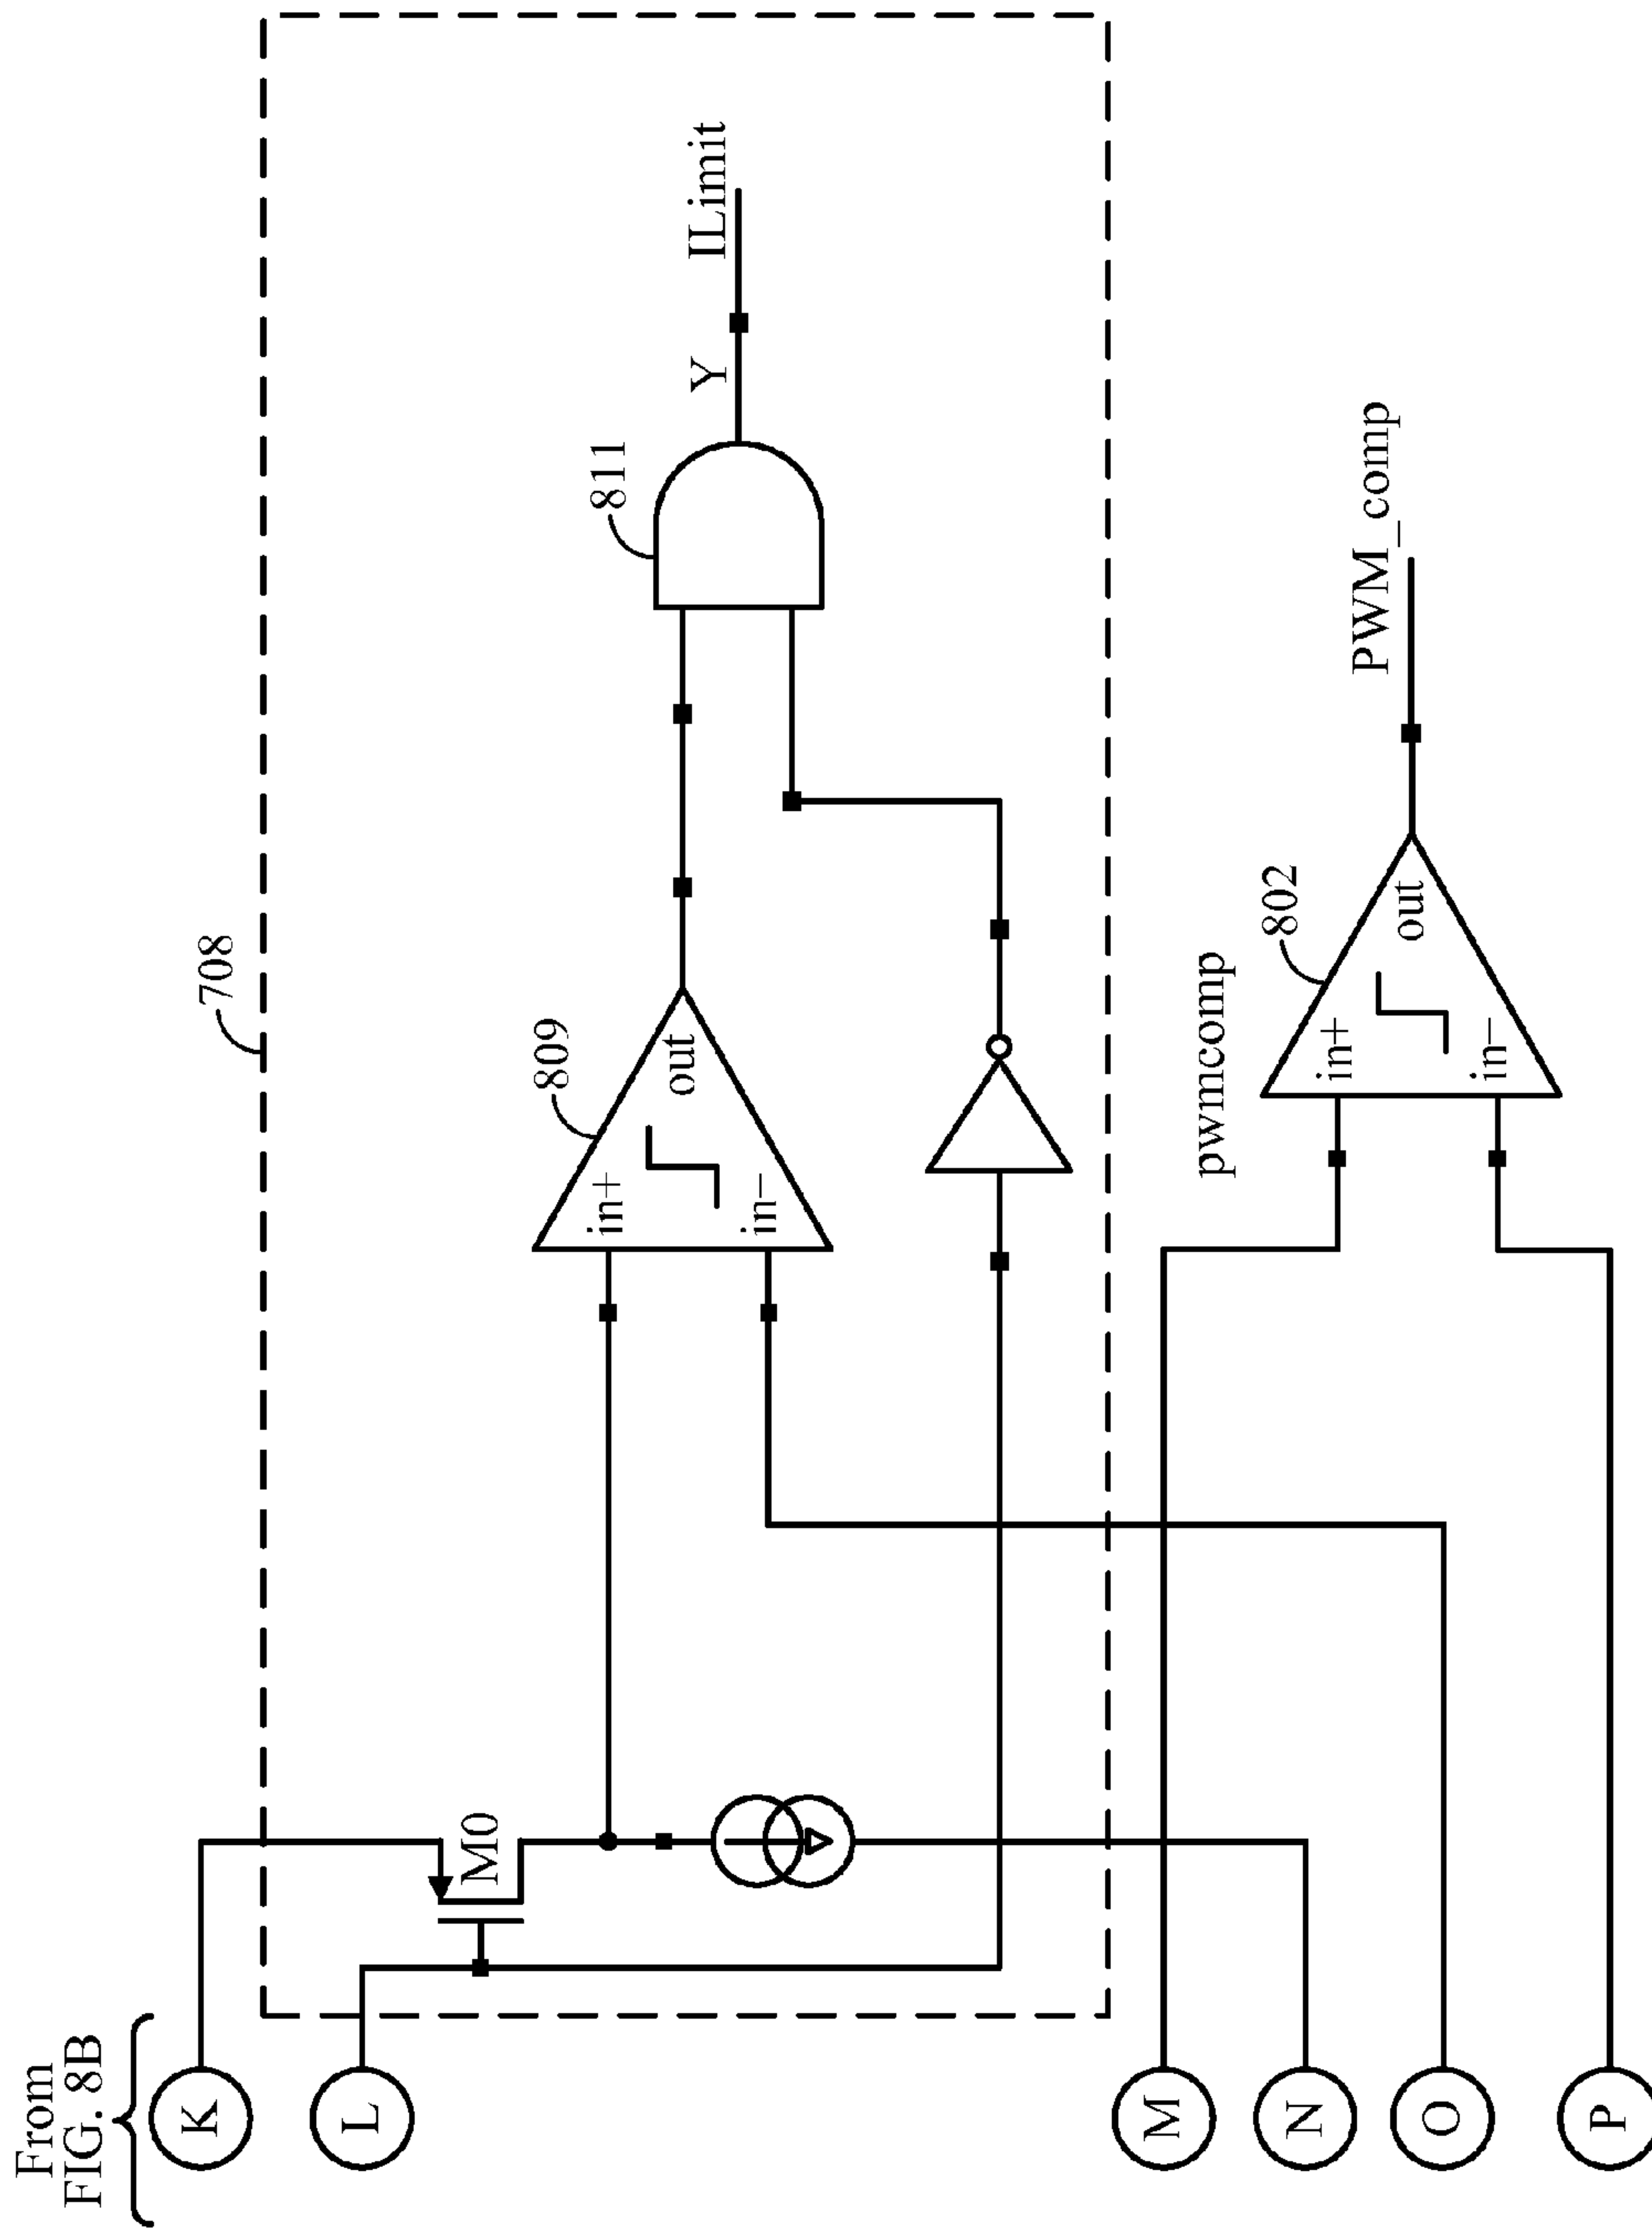 From
FIG. 8B
K
L
M
N
O
P
708
M0
809
in+
in−
out
811
Y
ILimit
pwmcomp
802
in+
in−
out
PWM_comp